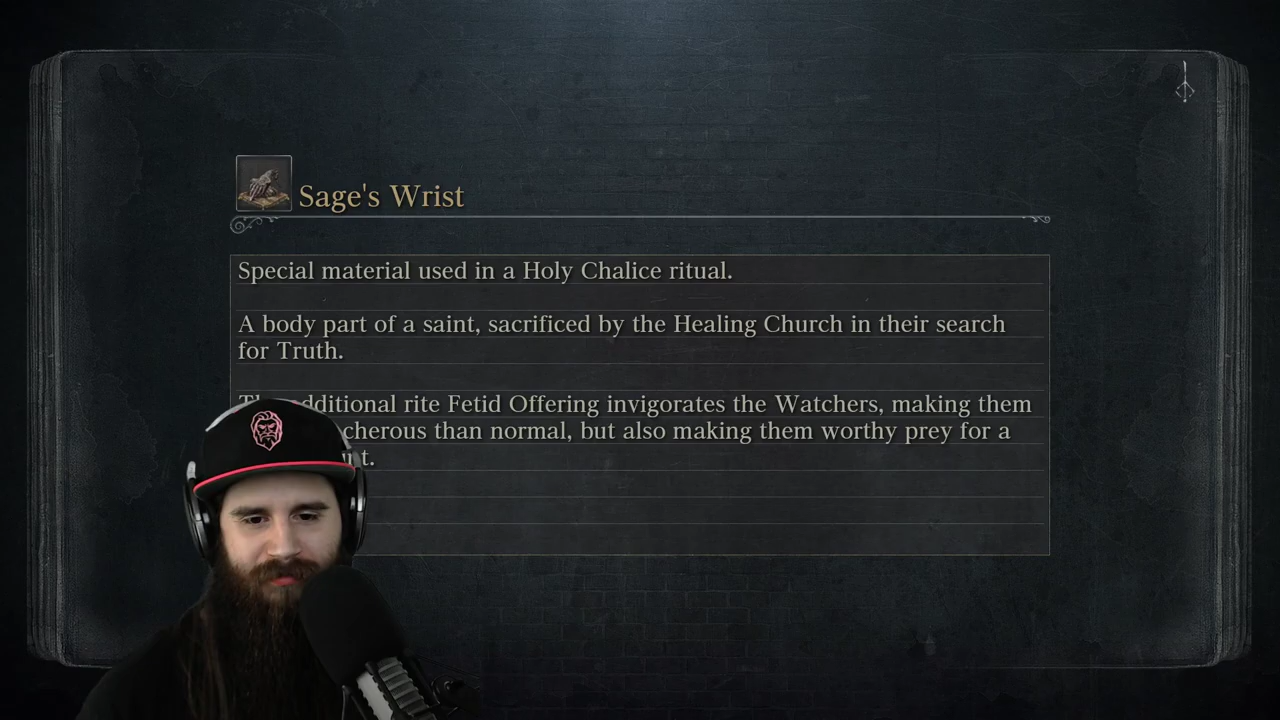 Sage's Wrist
Special material used in a Holy Chalice ritual.
A body part of a saint, sacrificed by the Healing Church in their search
for Truth.
rite Fetid Offering invigorates the Watchers, making them
than normal, but also making them worthy prey for a